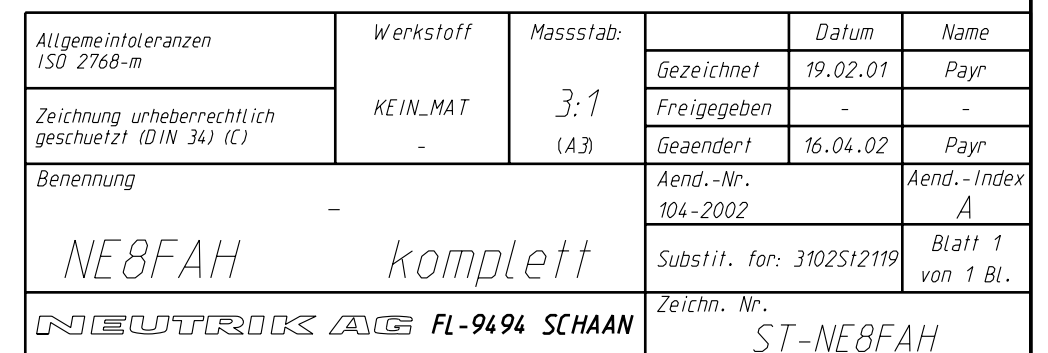 Allgemeintoleranzen
ISO 2768-m
Werkstoff
Massstab:
Datum
Name
Gezeichnet
19.02.01
Payr
Zeichnung urheberrechtlich
geschuetzt (DIN 34) (C)
KEIN_MAT
-
3:1
(A3)
Freigegeben
-
-
Geaendert
16.04.02
Payr
Benennung
-
NE8FAH komplett
Aend.-Nr.
104-2002
Aend.-Index
A
Substit. for: 3102St2119
Blatt 1
von 1 Bl.
NEUTRIK AG FL-9494 SCHAAN
Zeichn. Nr.
ST-NE8FAH